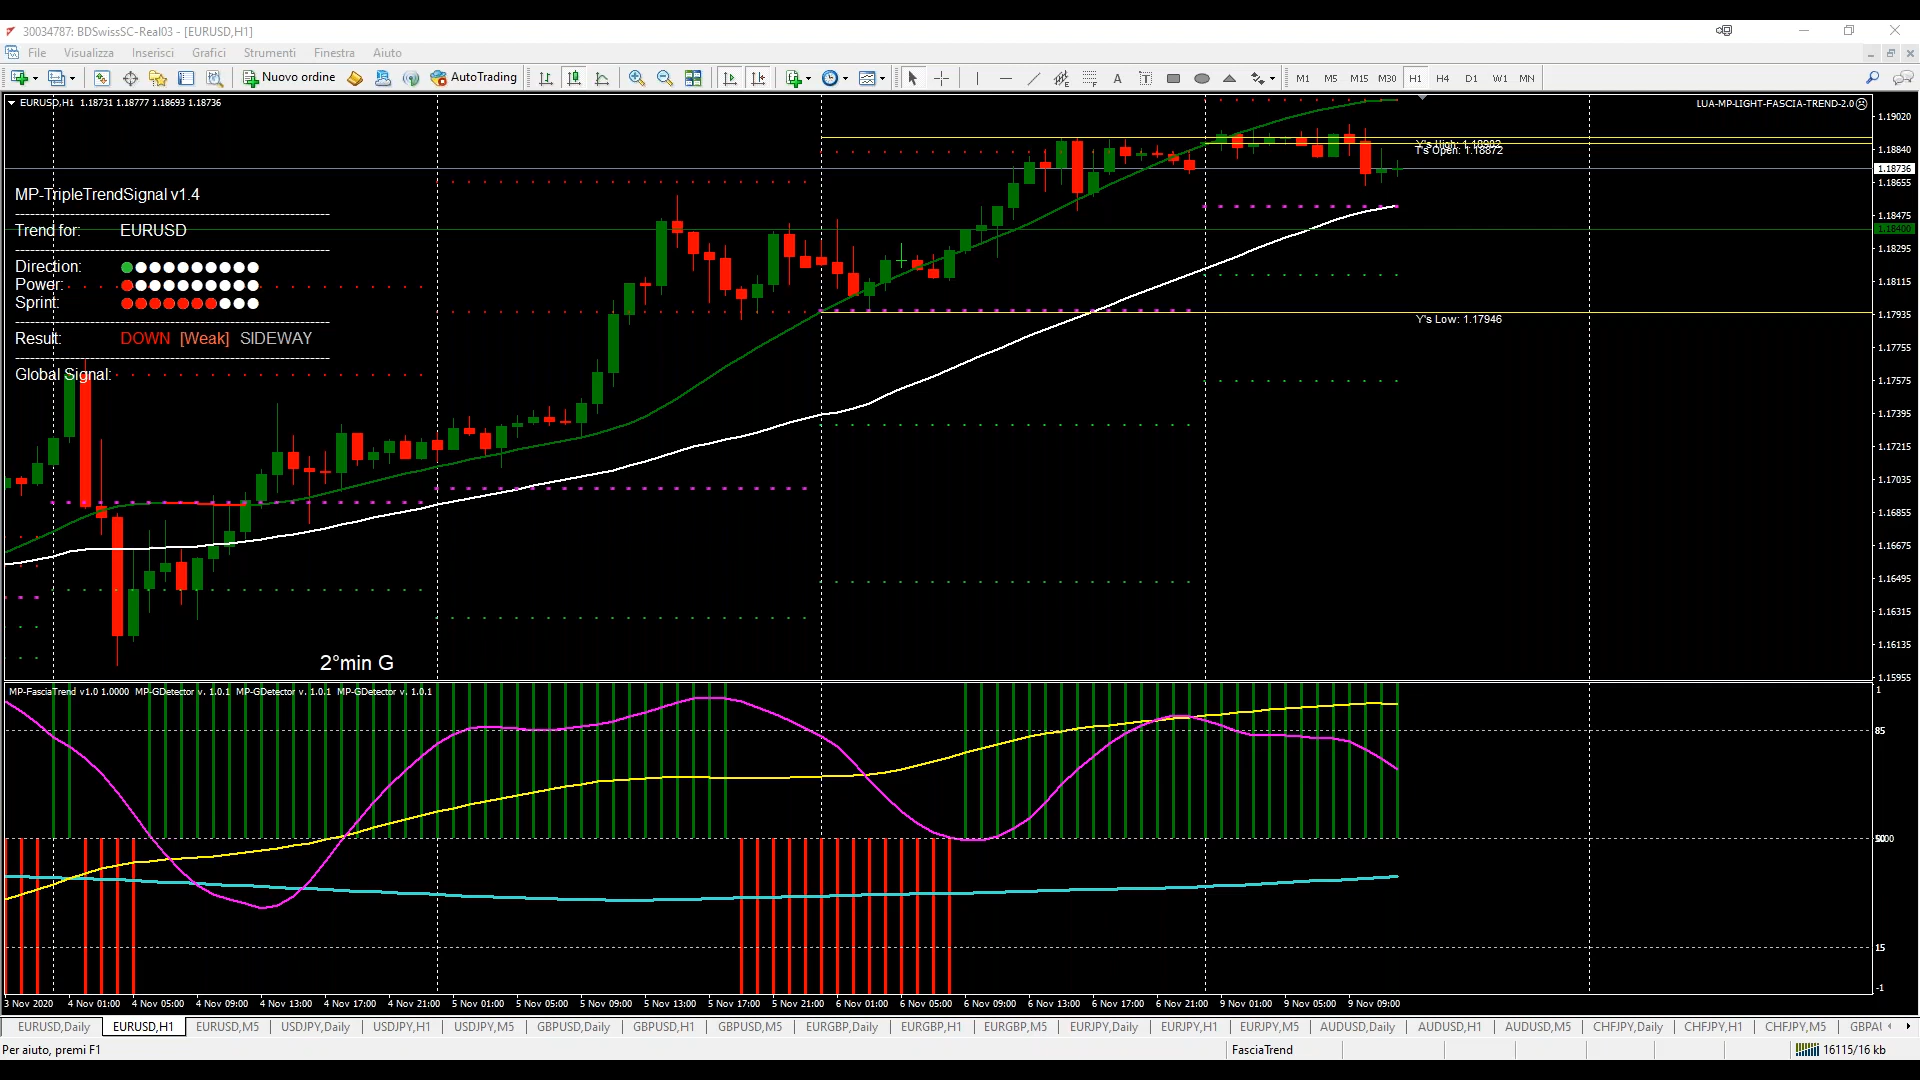 30034787: BDSwissSC-Real03 - [EURUSD,H1]
File Visualizza Inserisci Grafici Strumenti Finestra Aiuto
Nuovo ordine AutoTrading A T M1 M5 M15 M30 H1 H4 D1 W1 MN
EURUSD,H1 1.18731 1.18777 1.18693 1.18736
LUA-MP-LIGHT-FASCIA-TREND-2.0
MP-TripleTrendSignal v1.4
Trend for: EURUSD
Direction:
Power:
Sprint:
Result: DOWN [Weak] SIDEWAY
Global Signal:
T's Open: 1.18872
Y's Low: 1.17946
2°min G
1.19020
1.18840
1.18736
1.18655
1.18475
1.18400
1.18295
1.18115
1.17935
1.17755
1.17575
1.17395
1.17215
1.17035
1.16855
1.16675
1.16495
1.16315
1.16135
1.15955
MP-FasciaTrend v1.0 1.0000 MP-GDetector v. 1.0.1 MP-GDetector v. 1.0.1 MP-GDetector v. 1.0.1
1
85
15
-1
3 Nov 2020 4 Nov 01:00 4 Nov 05:00 4 Nov 09:00 4 Nov 13:00 4 Nov 17:00 4 Nov 21:00 5 Nov 01:00 5 Nov 05:00 5 Nov 09:00 5 Nov 13:00 5 Nov 17:00 5 Nov 21:00 6 Nov 01:00 6 Nov 05:00 6 Nov 09:00 6 Nov 13:00 6 Nov 17:00 6 Nov 21:00 9 Nov 01:00 9 Nov 05:00 9 Nov 09:00
EURUSD,Daily EURUSD,H1 EURUSD,M5 USDJPY,Daily USDJPY,H1 USDJPY,M5 GBPUSD,Daily GBPUSD,H1 GBPUSD,M5 EURGBP,Daily EURGBP,H1 EURGBP,M5 EURJPY,Daily EURJPY,H1 EURJPY,M5 AUDUSD,Daily AUDUSD,H1 AUDUSD,M5 CHFJPY,Daily CHFJPY,H1 CHFJPY,M5 GBPAU
Per aiuto, premi F1
FasciaTrend
16115/16 kb